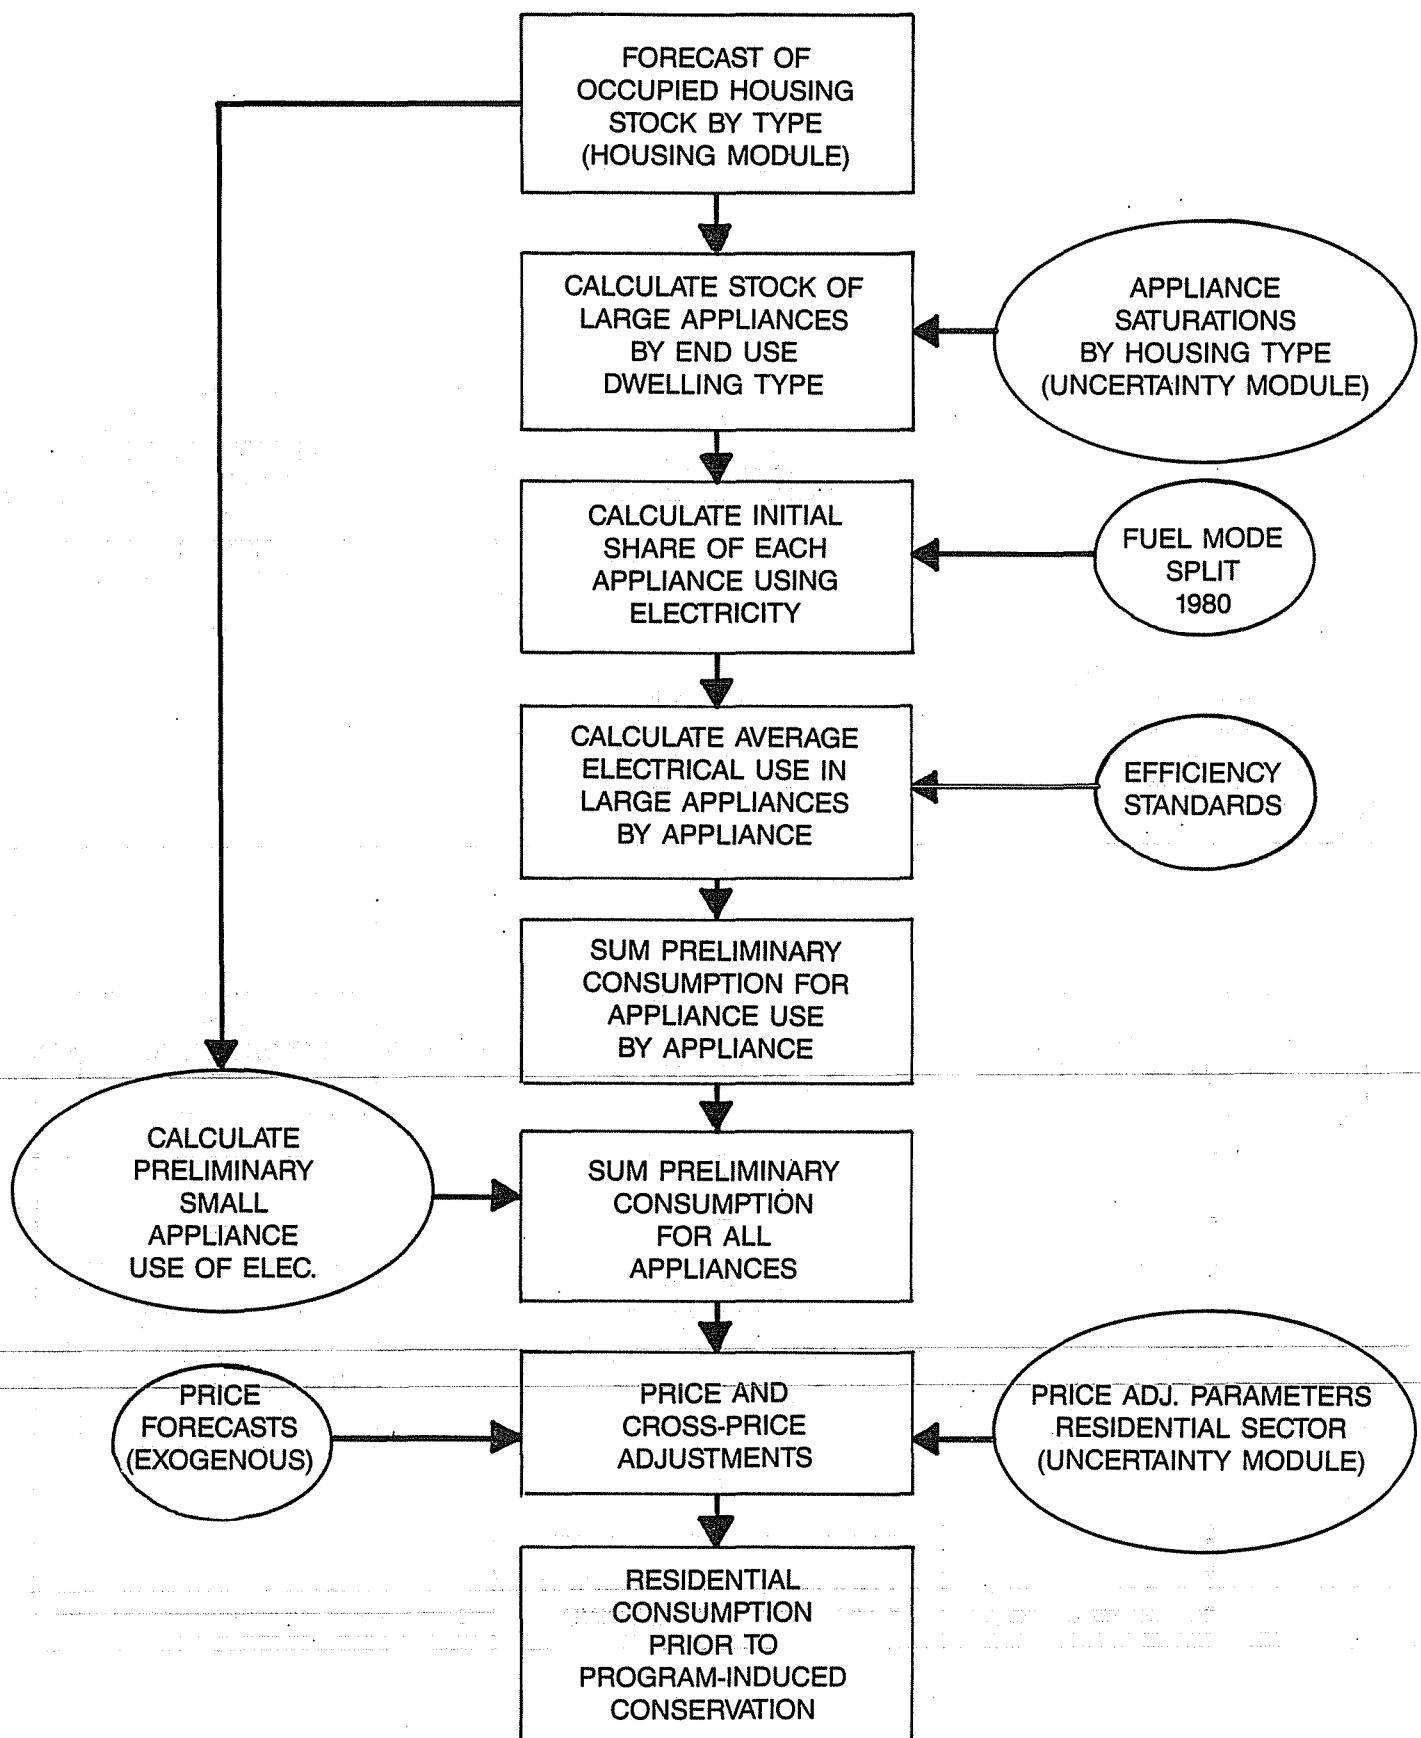 FORECAST OF
OCCUPIED HOUSING
STOCK BY TYPE
(HOUSING MODULE)
CALCULATE STOCK OF
LARGE APPLIANCES
BY END USE
DWELLING TYPE
APPLIANCE
SATURATIONS
BY HOUSING TYPE
(UNCERTAINTY MODULE)
CALCULATE INITIAL
SHARE OF EACH
APPLIANCE USING
ELECTRICITY
FUEL MODE
SPLIT
1980
CALCULATE AVERAGE
ELECTRICAL USE IN
LARGE APPLIANCES
BY APPLIANCE
EFFICIENCY
STANDARDS
SUM PRELIMINARY
CONSUMPTION FOR
APPLIANCE USE
BY APPLIANCE
CALCULATE
PRELIMINARY
SMALL
APPLIANCE
USE OF ELEC.
SUM PRELIMINARY
CONSUMPTION
FOR ALL
APPLIANCES
PRICE
FORECASTS
(EXOGENOUS)
PRICE AND
CROSS-PRICE
ADJUSTMENTS
PRICE ADJ. PARAMETERS
RESIDENTIAL SECTOR
(UNCERTAINTY MODULE)
RESIDENTIAL
CONSUMPTION
PRIOR TO
PROGRAM-INDUCED
CONSERVATION